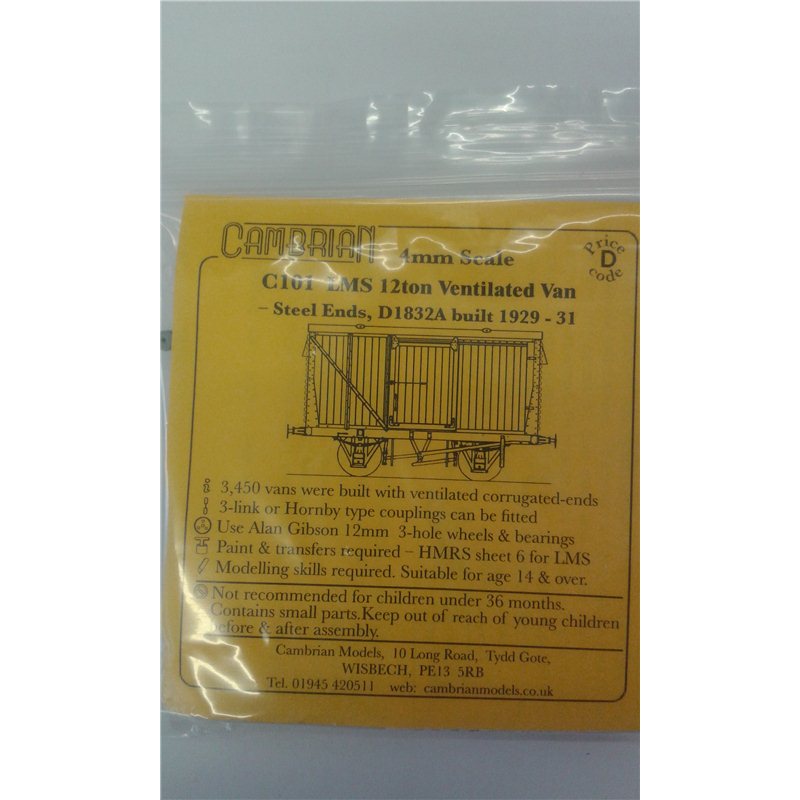 CAMBRIAN 4mm Scale
Price D code
C101 LMS 12ton Ventilated Van
– Steel Ends, D1832A built 1929 - 31
3,450 vans were built with ventilated corrugated-ends
3-link or Hornby type couplings can be fitted
Use Alan Gibson 12mm 3-hole wheels & bearings
Paint & transfers required – HMRS sheet 6 for LMS
Modelling skills required. Suitable for age 14 & over.
Not recommended for children under 36 months.
Contains small parts.Keep out of reach of young children
before & after assembly.
Cambrian Models, 10 Long Road, Tydd Gote,
WISBECH, PE13 5RB
Tel. 01945 420511 web: cambrianmodels.co.uk